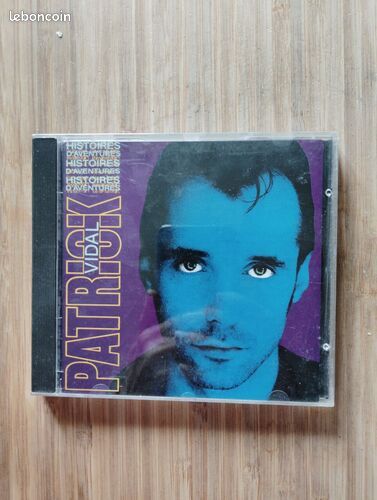 leboncoin
HISTOIRES
D'AVENTURES
HISTOIRES
D'AVENTURES
HISTOIRES
D'AVENTURES
PATRICK
VIDAL